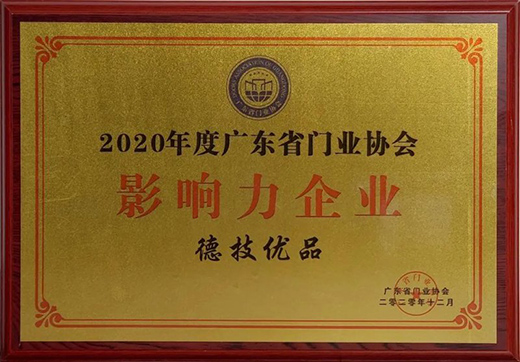 2020年度广东省门业协会
影响力企业
德技优品
广东省门业协会
二零二零年十二月